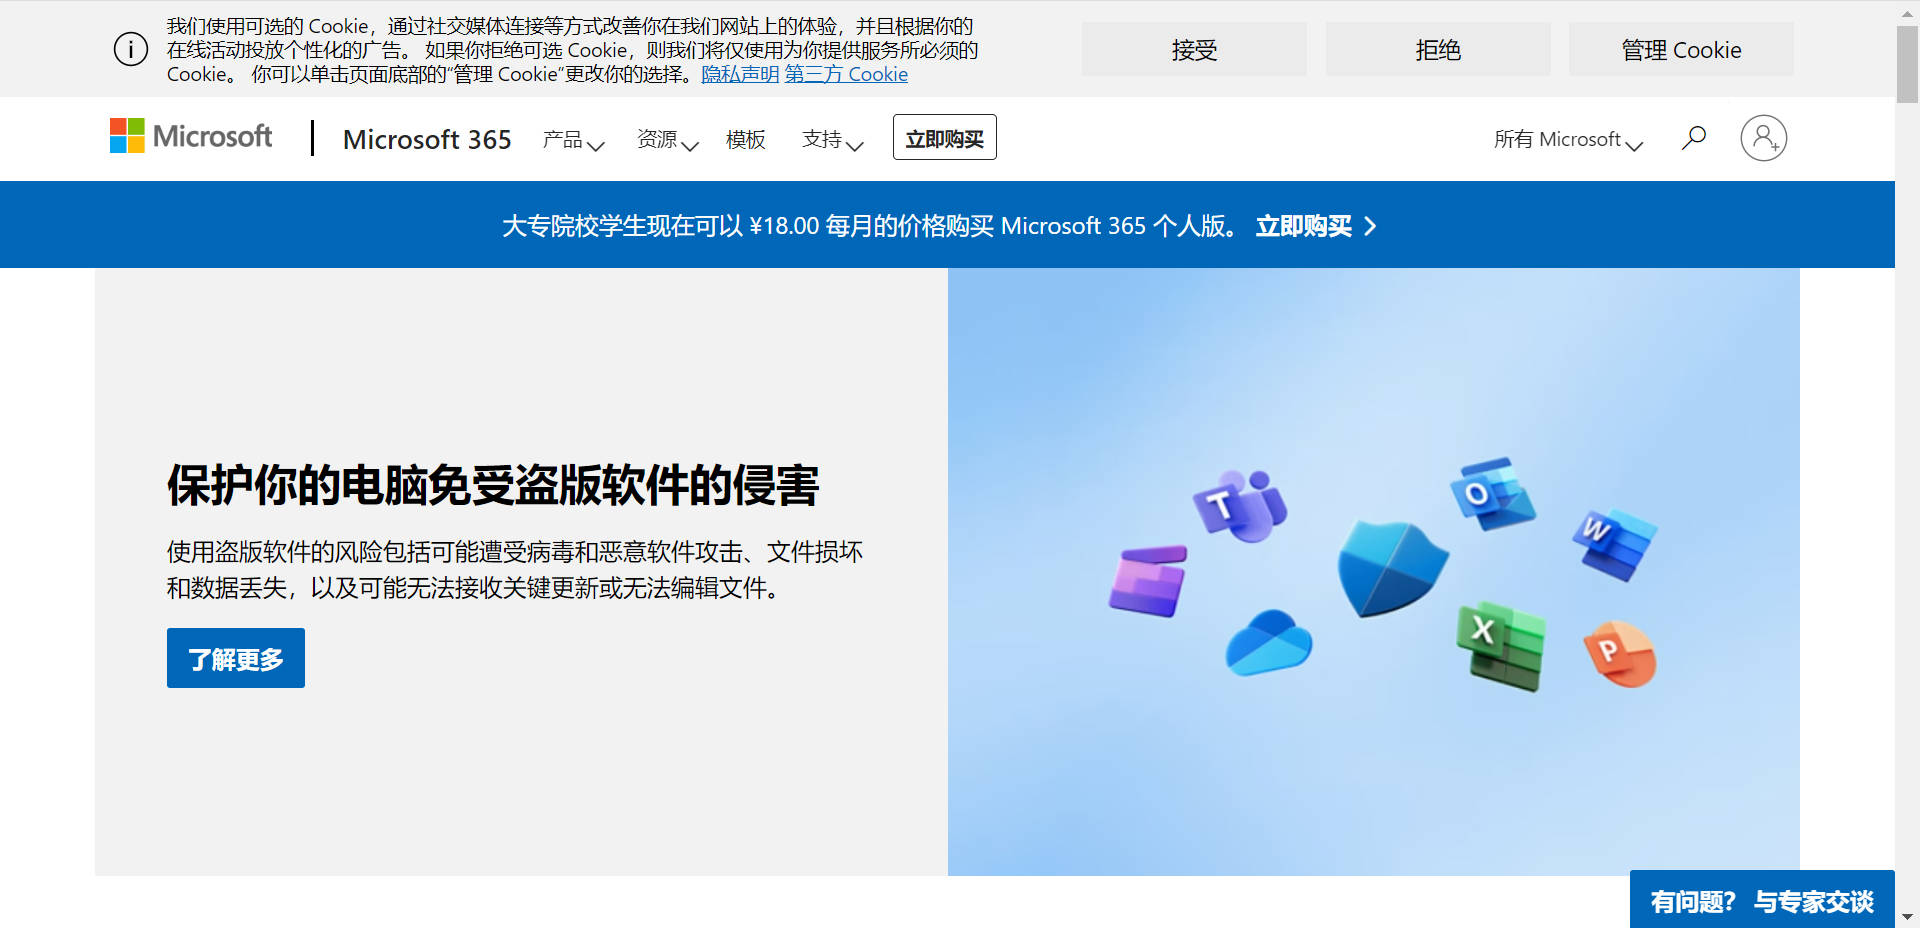 我们使用可选的 Cookie，通过社交媒体连接等方式改善你在我们网站上的体验，并且根据你的
在线活动投放个性化的广告。 如果你拒绝可选 Cookie，则我们将仅使用为你提供服务所必须的
Cookie。 你可以单击页面底部的“管理 Cookie”更改你的选择。隐私声明 第三方 Cookie
接受
拒绝
管理 Cookie
Microsoft
Microsoft 365
产品
资源
模板
支持
立即购买
所有 Microsoft
大专院校学生现在可以 ¥18.00 每月的价格购买 Microsoft 365 个人版。 立即购买
保护你的电脑免受盗版软件的侵害
使用盗版软件的风险包括可能遭受病毒和恶意软件攻击、文件损坏
和数据丢失，以及可能无法接收关键更新或无法编辑文件。
了解更多
T
O
W
X
P
有问题？ 与专家交谈